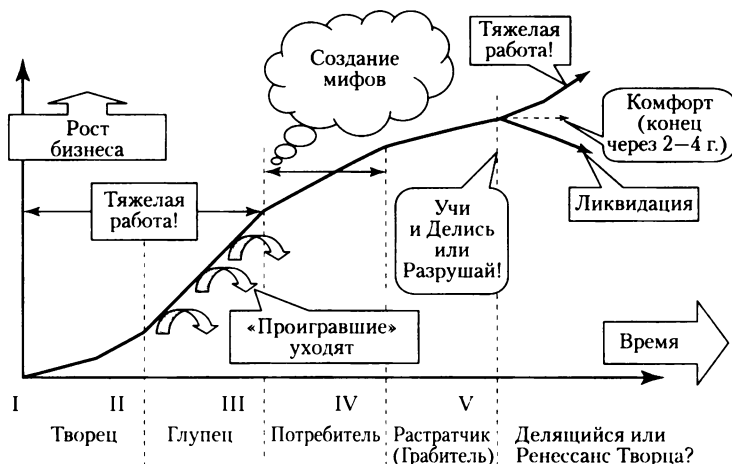 Тяжелая
работа!
Создание
мифов
Рост
бизнеса
Комфорт
(конец
через 2–4 г.)
Тяжелая
работа!
Ликвидация
Учи
и Делись
или
Разрушай!
«Проигравшие»
уходят
Время
I II III IV V
Творец Глупец Потребитель Растратчик Делящийся или
(Грабитель) Ренессанс Творца?